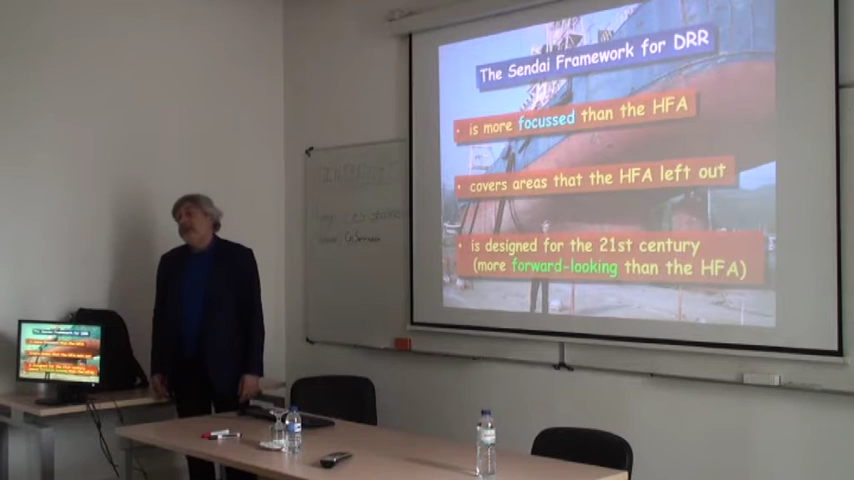 The Sendai Framework for DRR
• is more focussed than the HFA
• covers areas that the HFA left out
• is designed for the 21st century
(more forward-looking than the HFA)